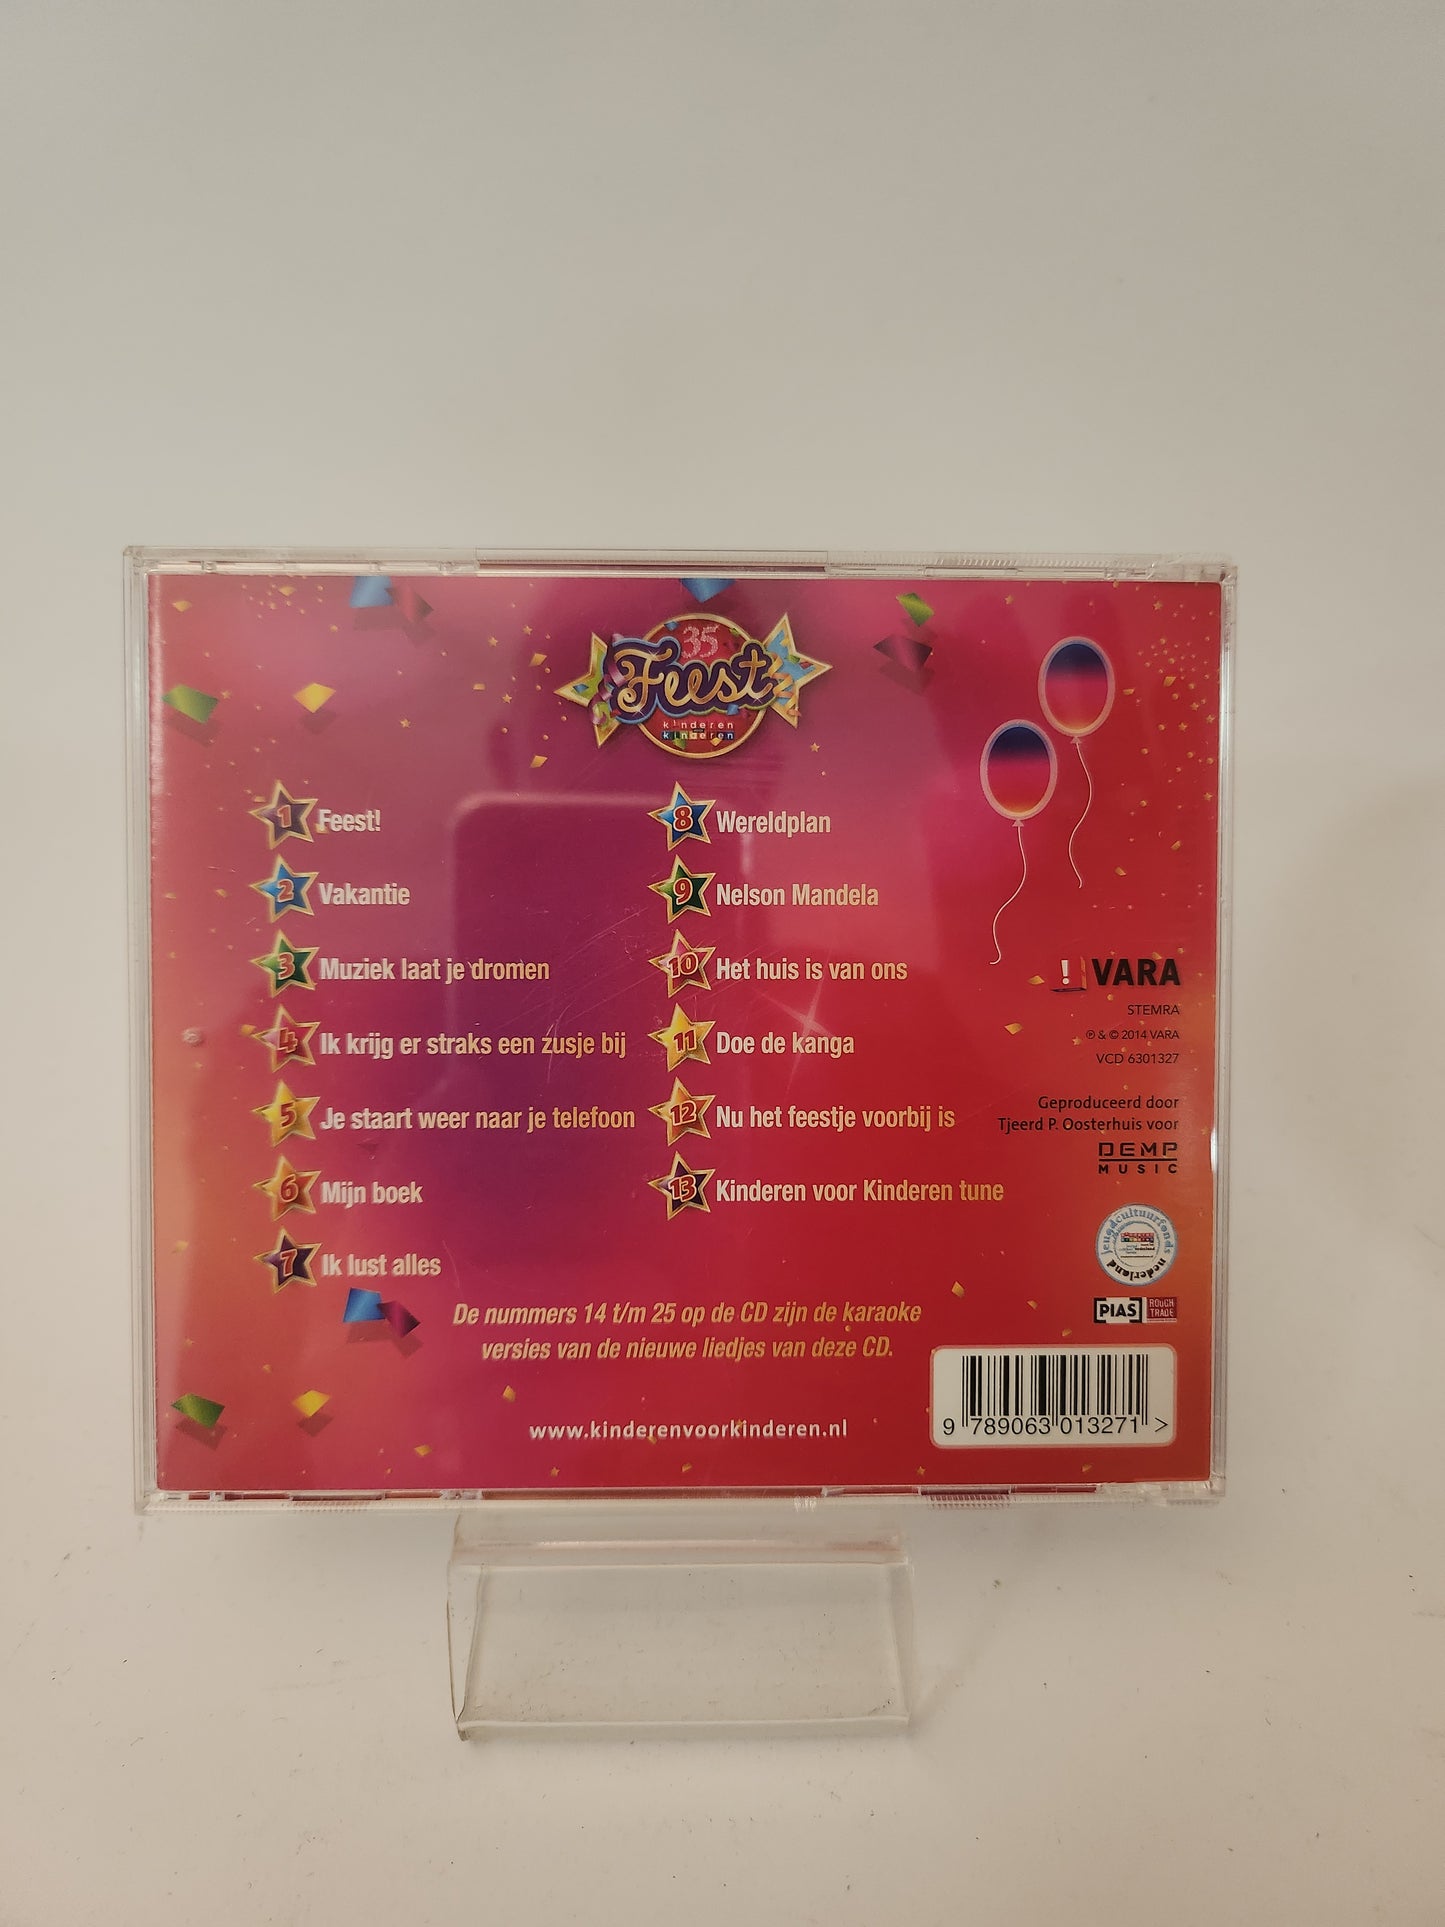 35
Feest
kinderen
kinderen
1 Feest!
2 Vakantie
3 Muziek laat je dromen
4 Ik krijg er straks een zusje bij
5 Je staart weer naar je telefoon
6 Mijn boek
7 Ik lust alles
8 Wereldplan
9 Nelson Mandela
10 Het huis is van ons
11 Doe de kanga
12 Nu het feestje voorbij is
13 Kinderen voor Kinderen tune
De nummers 14 t/m 25 op de CD zijn de karaoke
versies van de nieuwe liedjes van deze CD.
www.kinderenvoorkinderen.nl
! VARA
STEMRA
℗ & © 2014 VARA
VCD 6301327
Geproduceerd door
Tjeerd P. Oosterhuis voor
DEMP
MUSIC
jeugdcultuurfonds
nederland
[PIAS]
ROUGH
TRADE
9 789063 013271 >